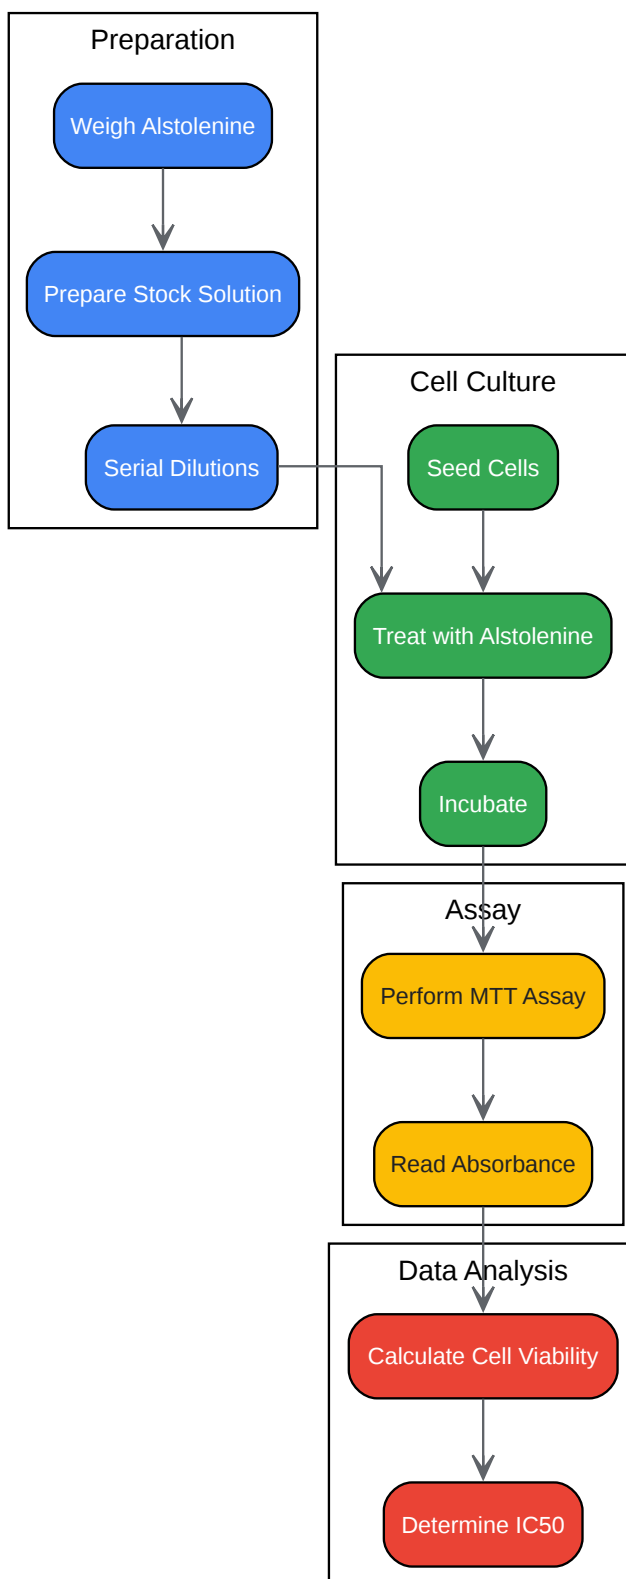 Preparation
Weigh Alstolenine
Prepare Stock Solution
Serial Dilutions
Cell Culture
Seed Cells
Treat with Alstolenine
Incubate
Assay
Perform MTT Assay
Read Absorbance
Data Analysis
Calculate Cell Viability
Determine IC50